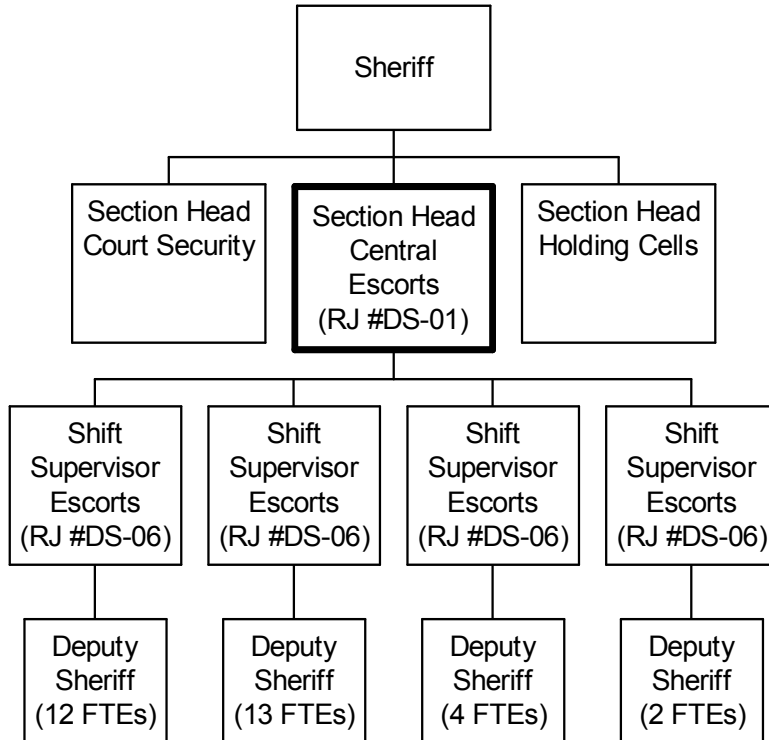 Sheriff
Section Head
Court Security
Section Head
Central
Escorts
(RJ #DS-01)
Section Head
Holding Cells
Shift
Supervisor
Escorts
(RJ #DS-06)
Shift
Supervisor
Escorts
(RJ #DS-06)
Shift
Supervisor
Escorts
(RJ #DS-06)
Shift
Supervisor
Escorts
(RJ #DS-06)
Deputy
Sheriff
(12 FTEs)
Deputy
Sheriff
(13 FTEs)
Deputy
Sheriff
(4 FTEs)
Deputy
Sheriff
(2 FTEs)